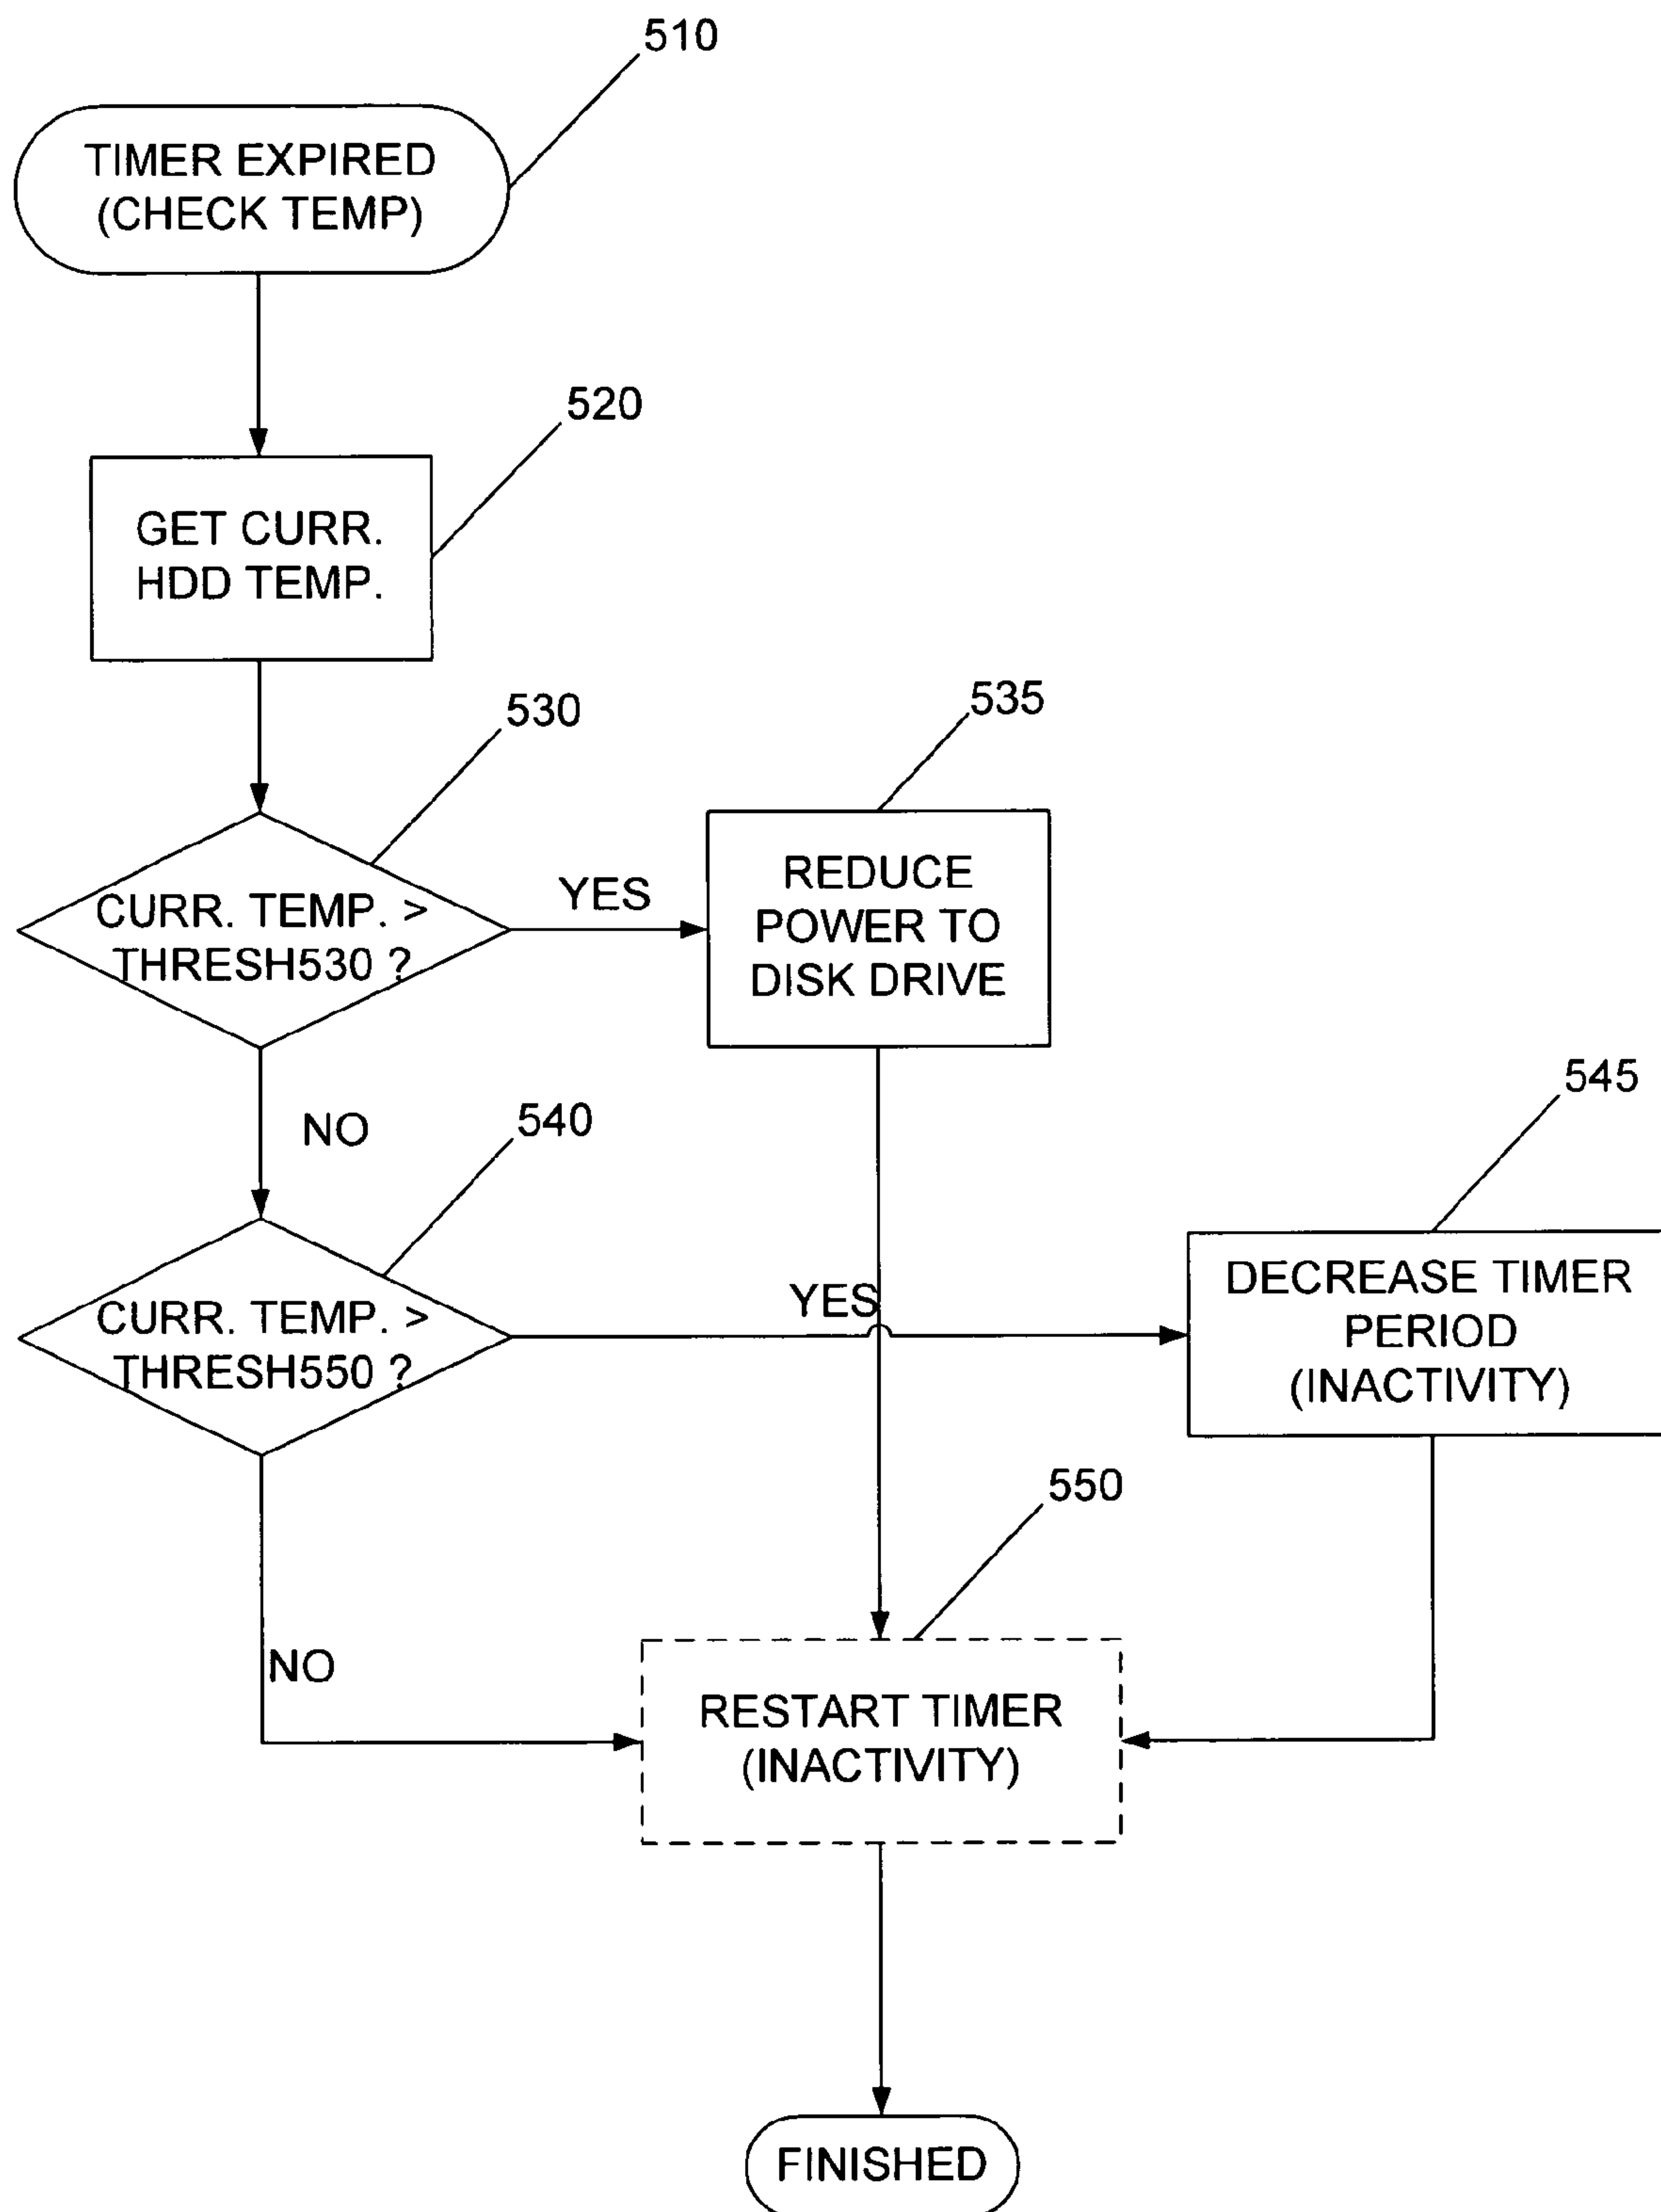 510
TIMER EXPIRED
(CHECK TEMP)
520
GET CURR.
HDD TEMP.
530
535
CURR. TEMP. >
THRESH530 ?
YES
REDUCE
POWER TO
DISK DRIVE
NO
540
545
CURR. TEMP. >
THRESH550 ?
YES
DECREASE TIMER
PERIOD
(INACTIVITY)
550
NO
RESTART TIMER
(INACTIVITY)
FINISHED